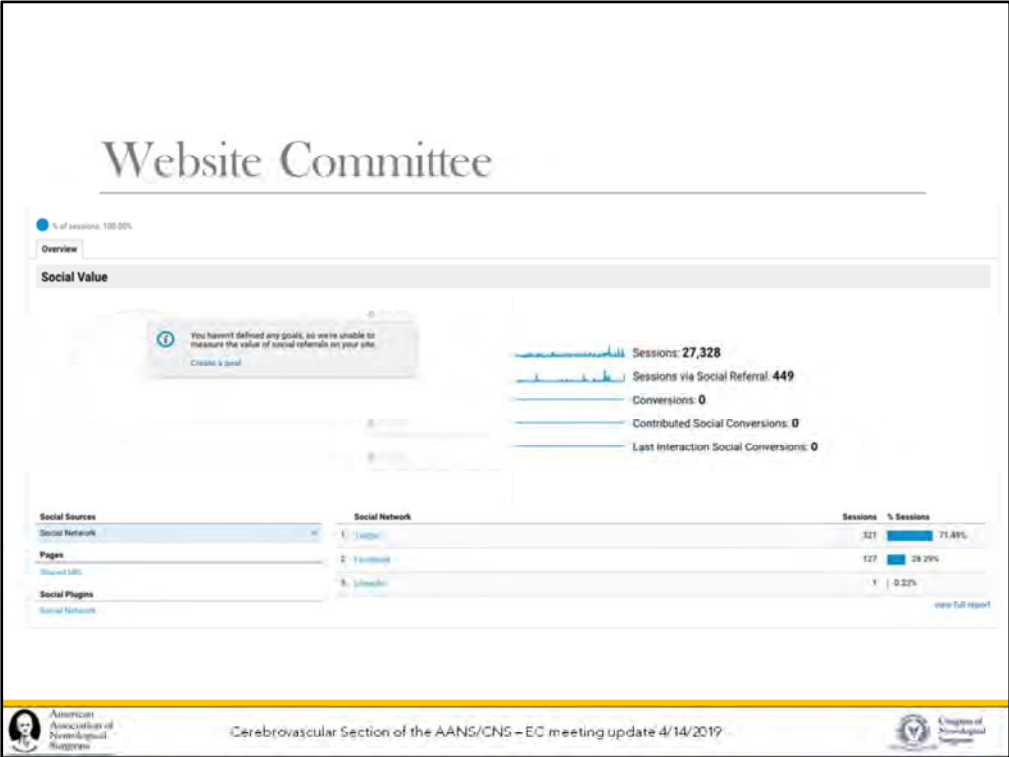 Website Committee
% of sessions: 100.00%
Overview
Social Value
You haven't defined any goals, so we're unable to
measure the value of social referrals on your site.
Create a goal
Sessions: 27,328
Sessions via Social Referral: 449
Conversions: 0
Contributed Social Conversions: 0
Last Interaction Social Conversions: 0
Social Sources
Social Network
Pages
Shared URL
Social Plugins
Social Network
Social Network Sessions % Sessions
1. Twitter 321 71.49%
2. Facebook 127 28.29%
3. LinkedIn 1 0.22%
view full report
American
Association of
Neurological
Surgeons
Cerebrovascular Section of the AANS/CNS – EC meeting update 4/14/2019
Congress of
Neurological
Surgeons